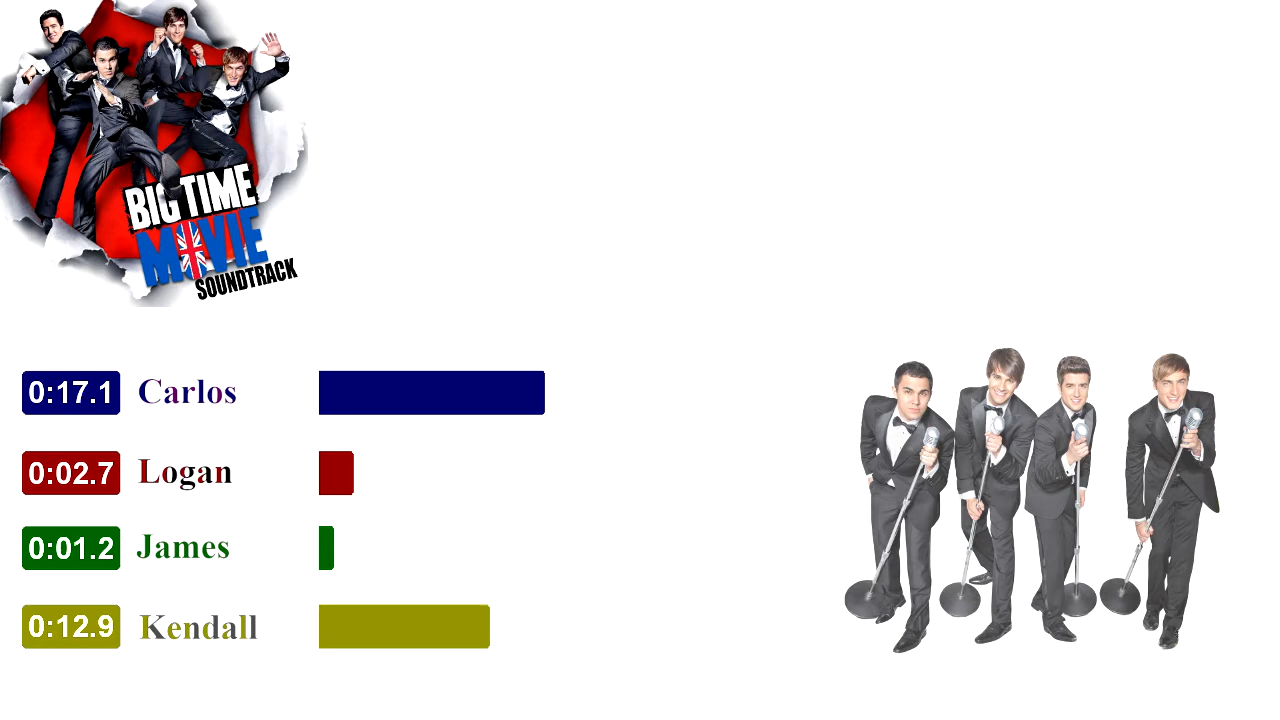 BIG TIME
MOVIE
SOUNDTRACK
0:17.1 Carlos
0:02.7 Logan
0:01.2 James
0:12.9 Kendall